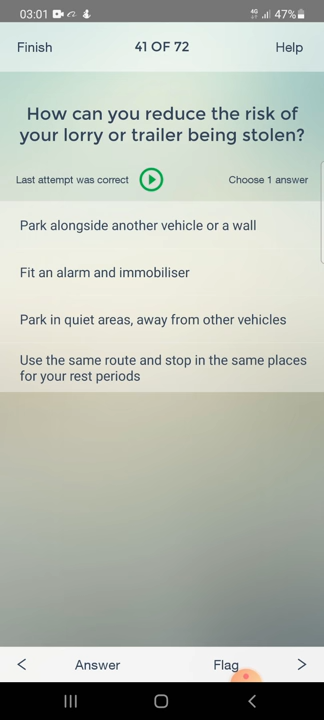 03:01 4G 47%
Finish 41 OF 72 Help
How can you reduce the risk of
your lorry or trailer being stolen?
Last attempt was correct Choose 1 answer
Park alongside another vehicle or a wall
Fit an alarm and immobiliser
Park in quiet areas, away from other vehicles
Use the same route and stop in the same places
for your rest periods
< Answer Flag >